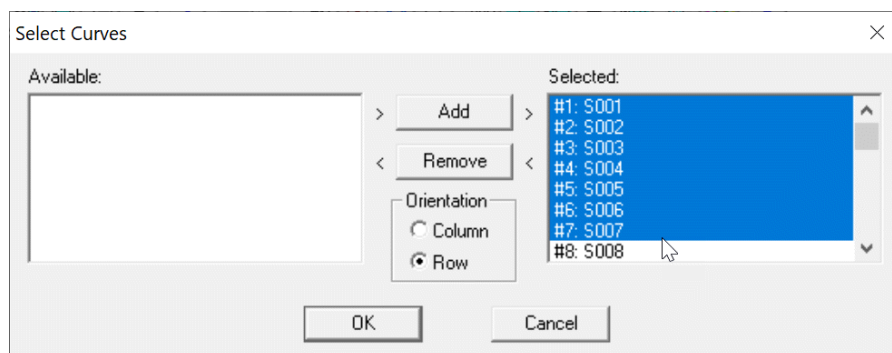 Select Curves
Available:
Selected:
> Add >
< Remove <
Orientation
Column
Row
#1: S001
#2: S002
#3: S003
#4: S004
#5: S005
#6: S006
#7: S007
#8: S008
OK
Cancel